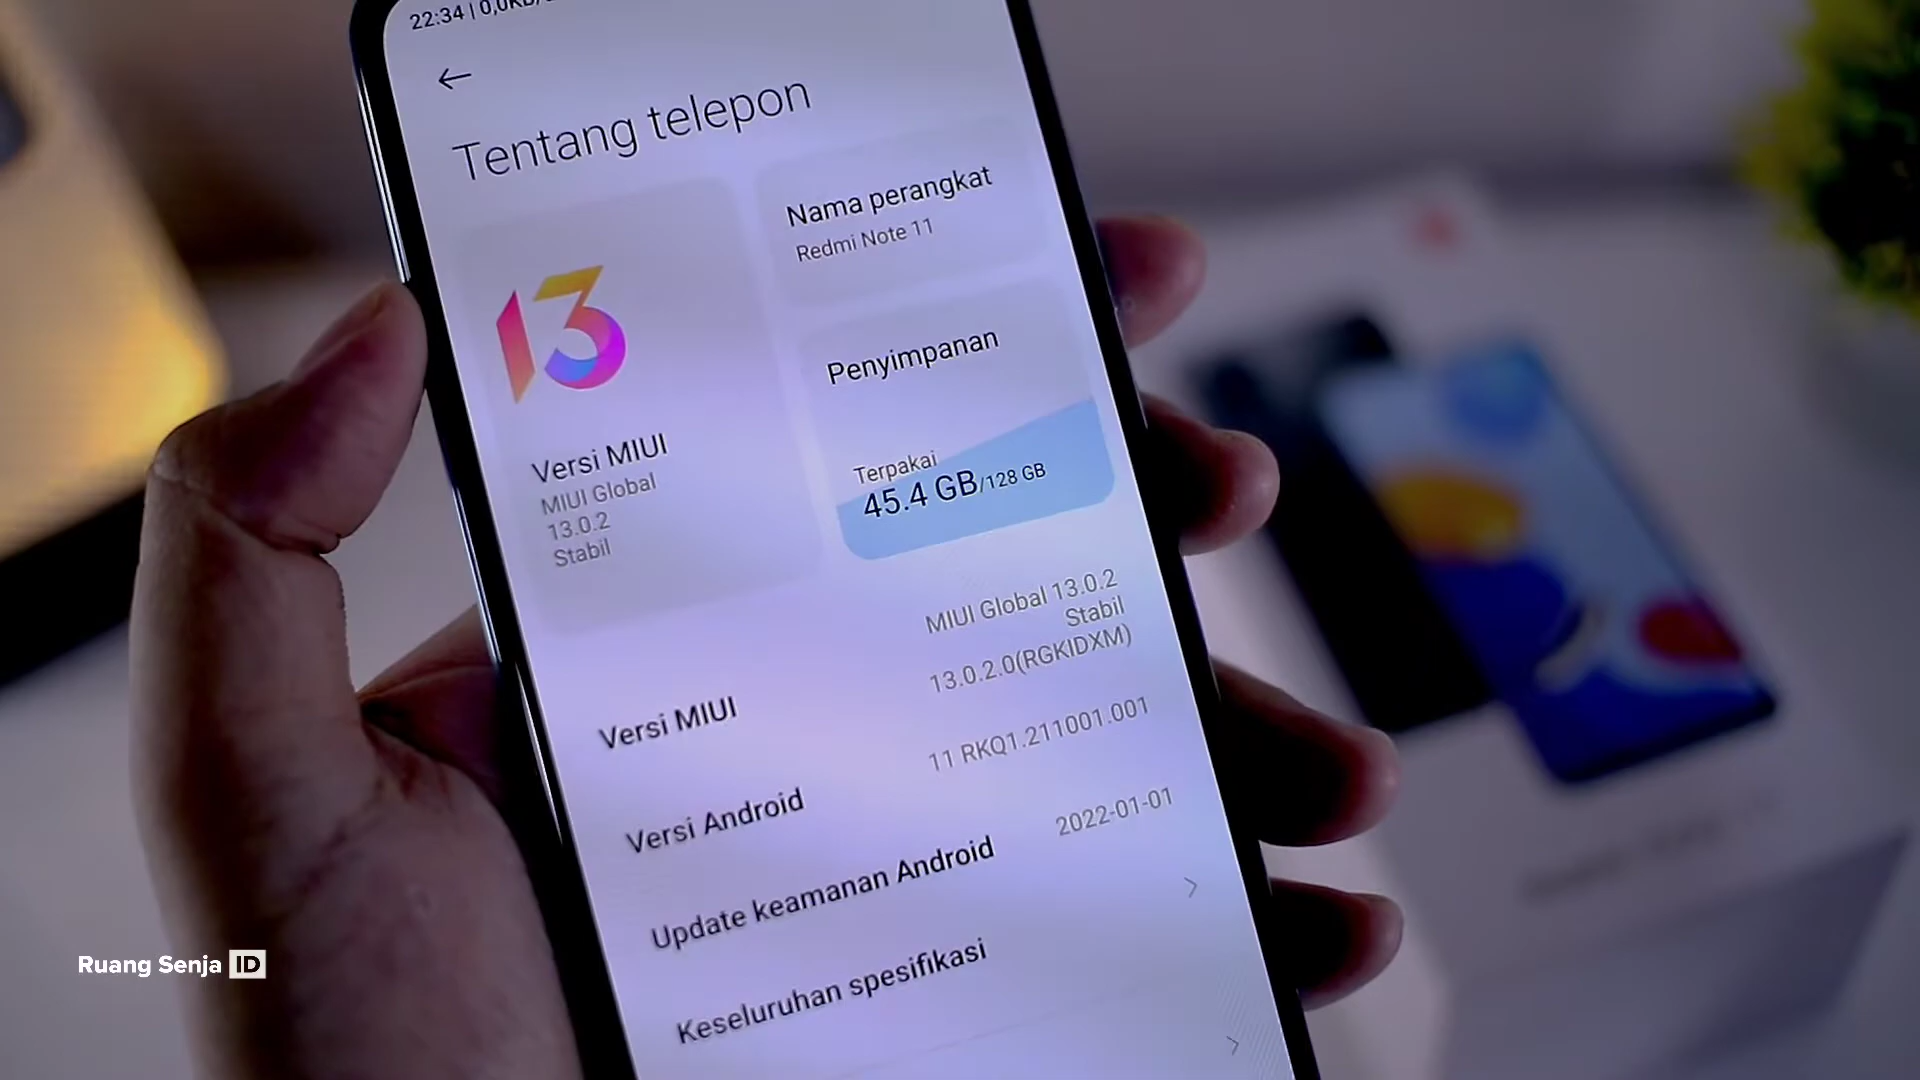 22:34 | 0,0KB/
Tentang telepon
13
Versi MIUI
MIUI Global
13.0.2
Stabil
Nama perangkat
Redmi Note 11
Penyimpanan
Terpakai
45.4 GB/128 GB
Versi MIUI
MIUI Global 13.0.2
Stabil
13.0.2.0(RGKIDXM)
Versi Android
11 RKQ1.211001.001
Update keamanan Android
2022-01-01
Keseluruhan spesifikasi
Ruang Senja ID